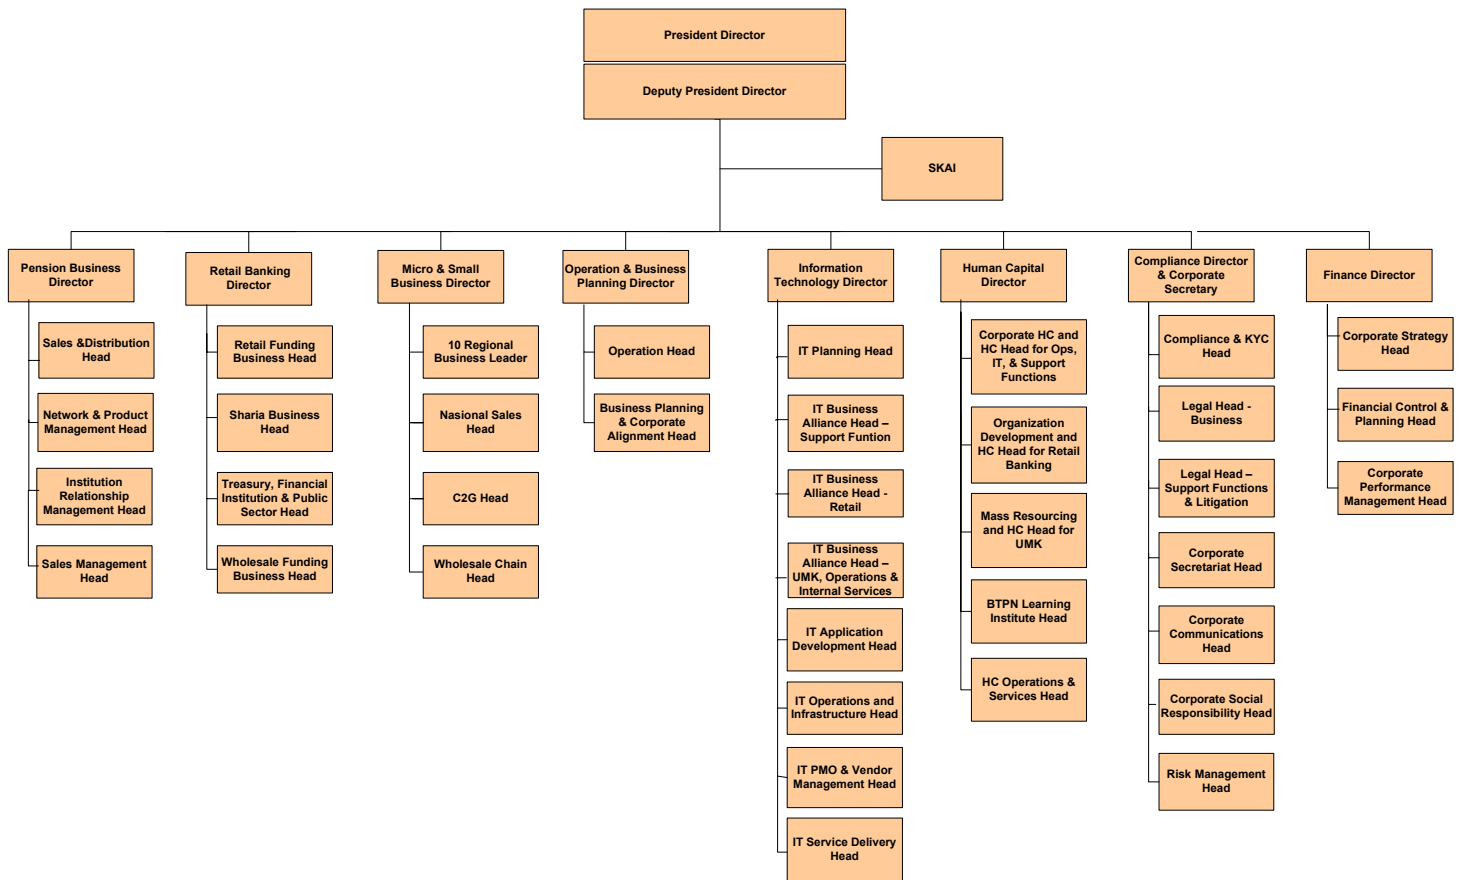 President Director
Deputy President Director
SKAI
Pension Business
Director
Retail Banking
Director
Micro & Small
Business Director
Operation & Business
Planning Director
Information
Technology Director
Human Capital
Director
Compliance Director
& Corporate
Secretary
Finance Director
Sales &Distribution
Head
Network & Product
Management Head
Institution
Relationship
Management Head
Sales Management
Head
Retail Funding
Business Head
Sharia Business
Head
Treasury, Financial
Institution & Public
Sector Head
Wholesale Funding
Business Head
10 Regional
Business Leader
Nasional Sales
Head
C2G Head
Wholesale Chain
Head
Operation Head
Business Planning
& Corporate
Alignment Head
IT Planning Head
IT Business
Alliance Head –
Support Funtion
IT Business
Alliance Head -
Retail
IT Business
Alliance Head –
UMK, Operations &
Internal Services
IT Application
Development Head
IT Operations and
Infrastructure Head
IT PMO & Vendor
Management Head
IT Service Delivery
Head
Corporate HC and
HC Head for Ops,
IT, & Support
Functions
Organization
Development and
HC Head for Retail
Banking
Mass Resourcing
and HC Head for
UMK
BTPN Learning
Institute Head
HC Operations &
Services Head
Compliance & KYC
Head
Legal Head -
Business
Legal Head –
Support Functions
& Litigation
Corporate
Secretariat Head
Corporate
Communications
Head
Corporate Social
Responsibility Head
Risk Management
Head
Corporate Strategy
Head
Financial Control &
Planning Head
Corporate
Performance
Management Head